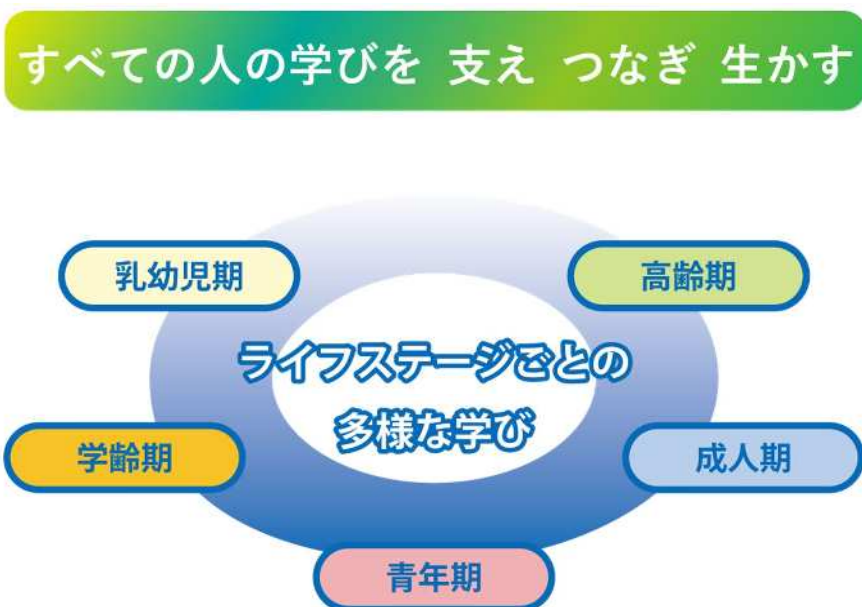 すべての人の学びを 支え つなぎ 生かす
乳幼児期
高齢期
ライフステージごとの
多様な学び
学齢期
成人期
青年期